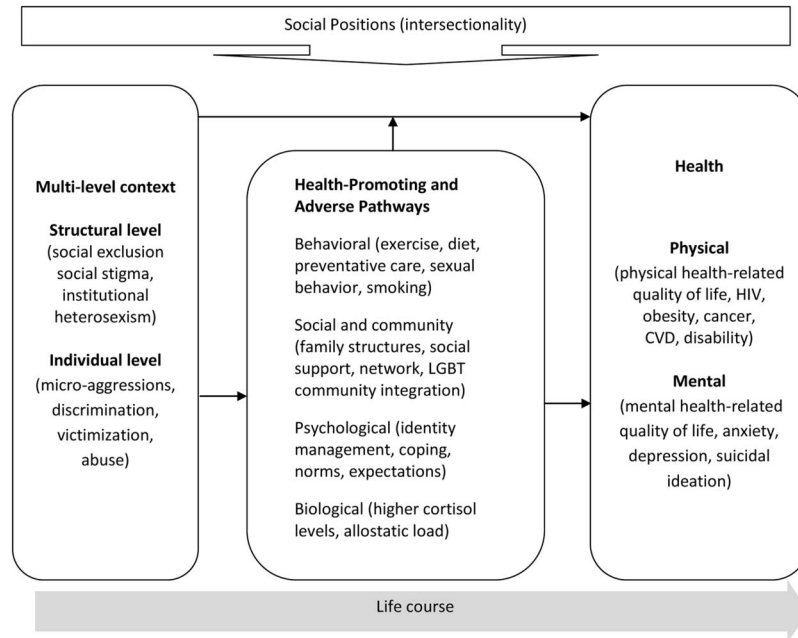 Social Positions (intersectionality)
Multi-level context
Structural level
(social exclusion
social stigma,
institutional
heterosexism)
Individual level
(micro-aggressions,
discrimination,
victimization,
abuse)
Health-Promoting and
Adverse Pathways
Behavioral (exercise, diet,
preventative care, sexual
behavior, smoking)
Social and community
(family structures, social
support, network, LGBT
community integration)
Psychological (identity
management, coping,
norms, expectations)
Biological (higher cortisol
levels, allostatic load)
Health
Physical
(physical health-related
quality of life, HIV,
obesity, cancer,
CVD, disability)
Mental
(mental health-related
quality of life, anxiety,
depression, suicidal
ideation)
Life course